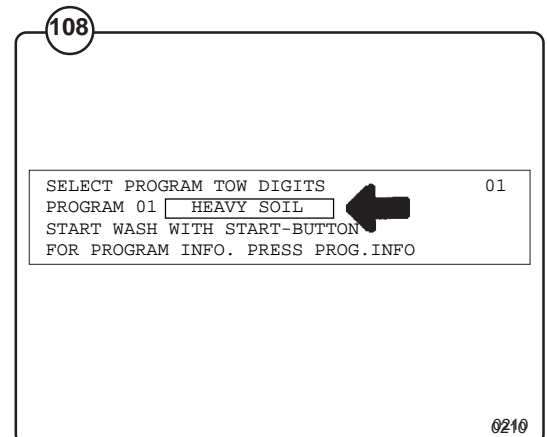 108
SELECT PROGRAM TOW DIGITS 01
PROGRAM 01 HEAVY SOIL
START WASH WITH START-BUTTON
FOR PROGRAM INFO. PRESS PROG.INFO
0210